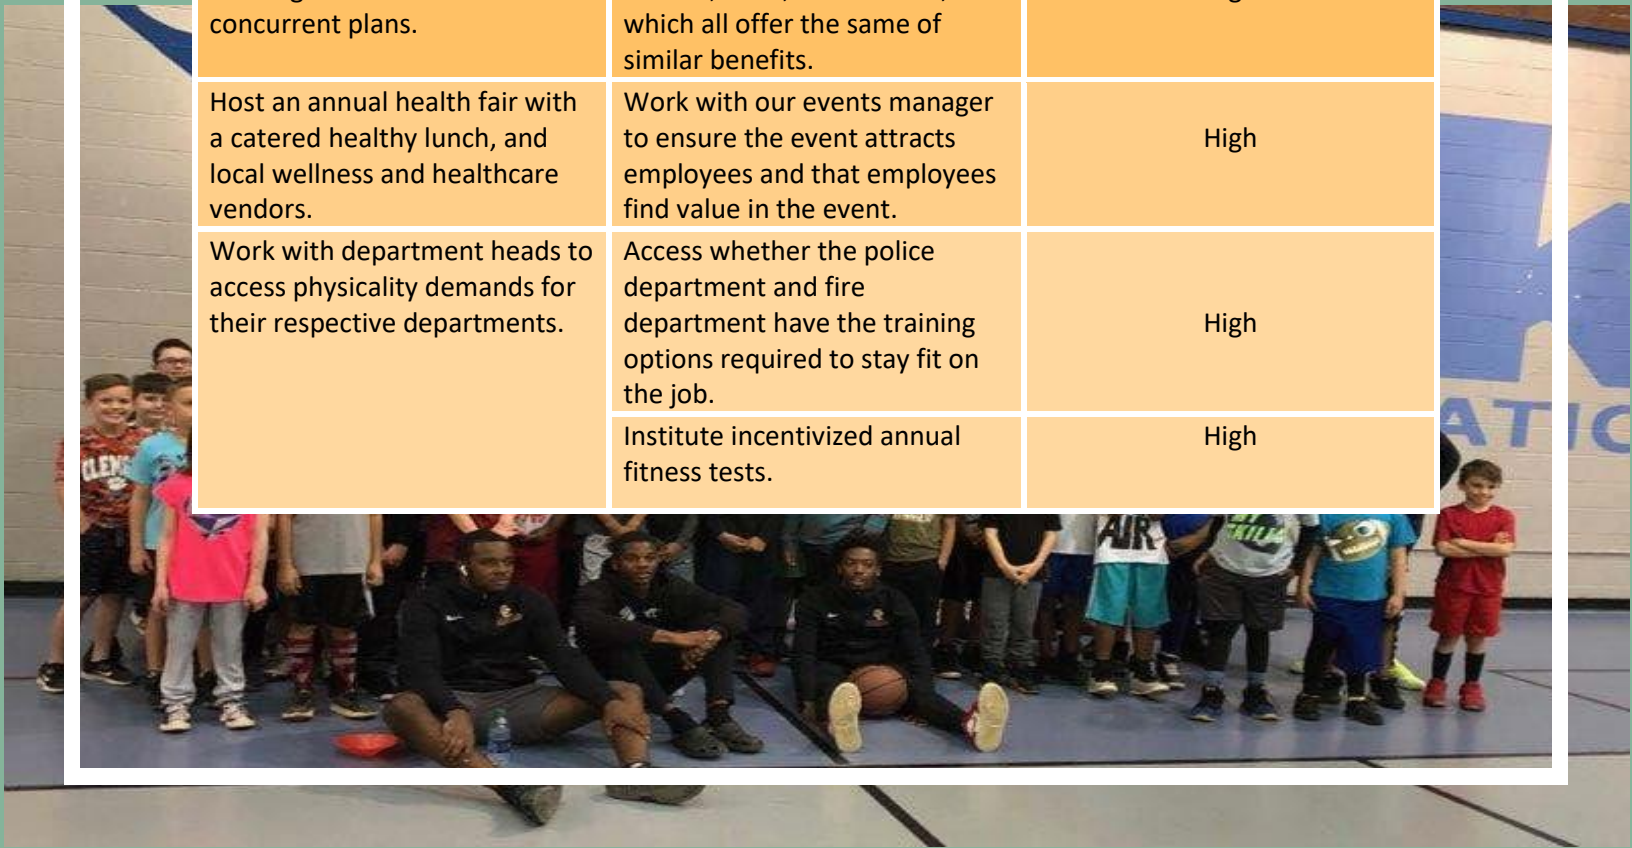 concurrent plans.
which all offer the same of
similar benefits.
Host an annual health fair with
a catered healthy lunch, and
local wellness and healthcare
vendors.
Work with our events manager
to ensure the event attracts
employees and that employees
find value in the event.
High
Work with department heads to
access physicality demands for
their respective departments.
Access whether the police
department and fire
department have the training
options required to stay fit on
the job.
High
Institute incentivized annual
fitness tests.
High
ATIO
CLEM
AIR